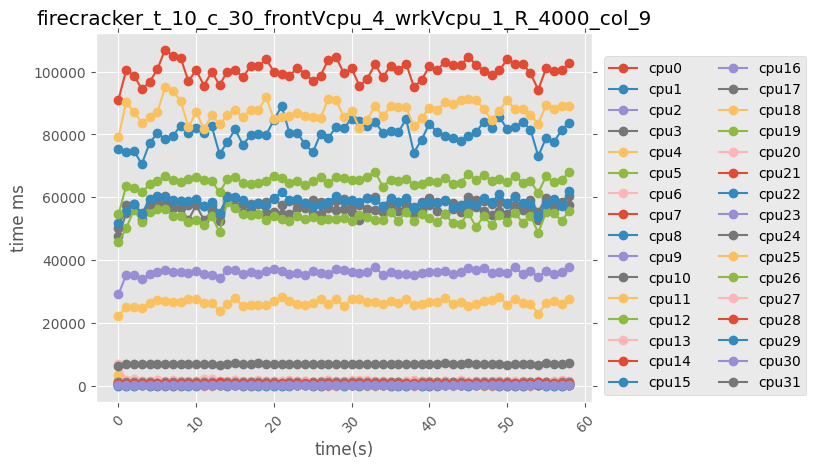 firecracker_t_10_c_30_frontVcpu_4_wrkVcpu_1_R_4000_col_9
100000
80000
60000
40000
20000
0
time ms
0
10
20
30
40
50
60
time(s)
cpu0
cpu1
cpu2
cpu3
cpu4
cpu5
cpu6
cpu7
cpu8
cpu9
cpu10
cpu11
cpu12
cpu13
cpu14
cpu15
cpu16
cpu17
cpu18
cpu19
cpu20
cpu21
cpu22
cpu23
cpu24
cpu25
cpu26
cpu27
cpu28
cpu29
cpu30
cpu31